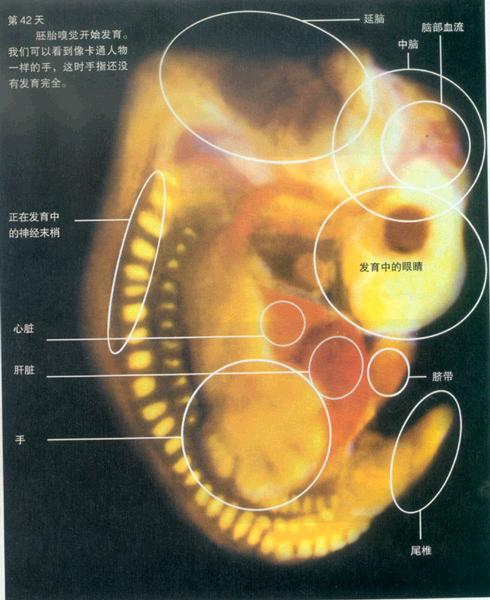 第42天
胚胎嗅觉开始发育。
我们可以看到像卡通人物
一样的手，这时手指还没
有发育完全。
延脑
脑部血流
中脑
正在发育中
的神经末梢
发育中的眼睛
心脏
肝脏
脐带
手
尾椎